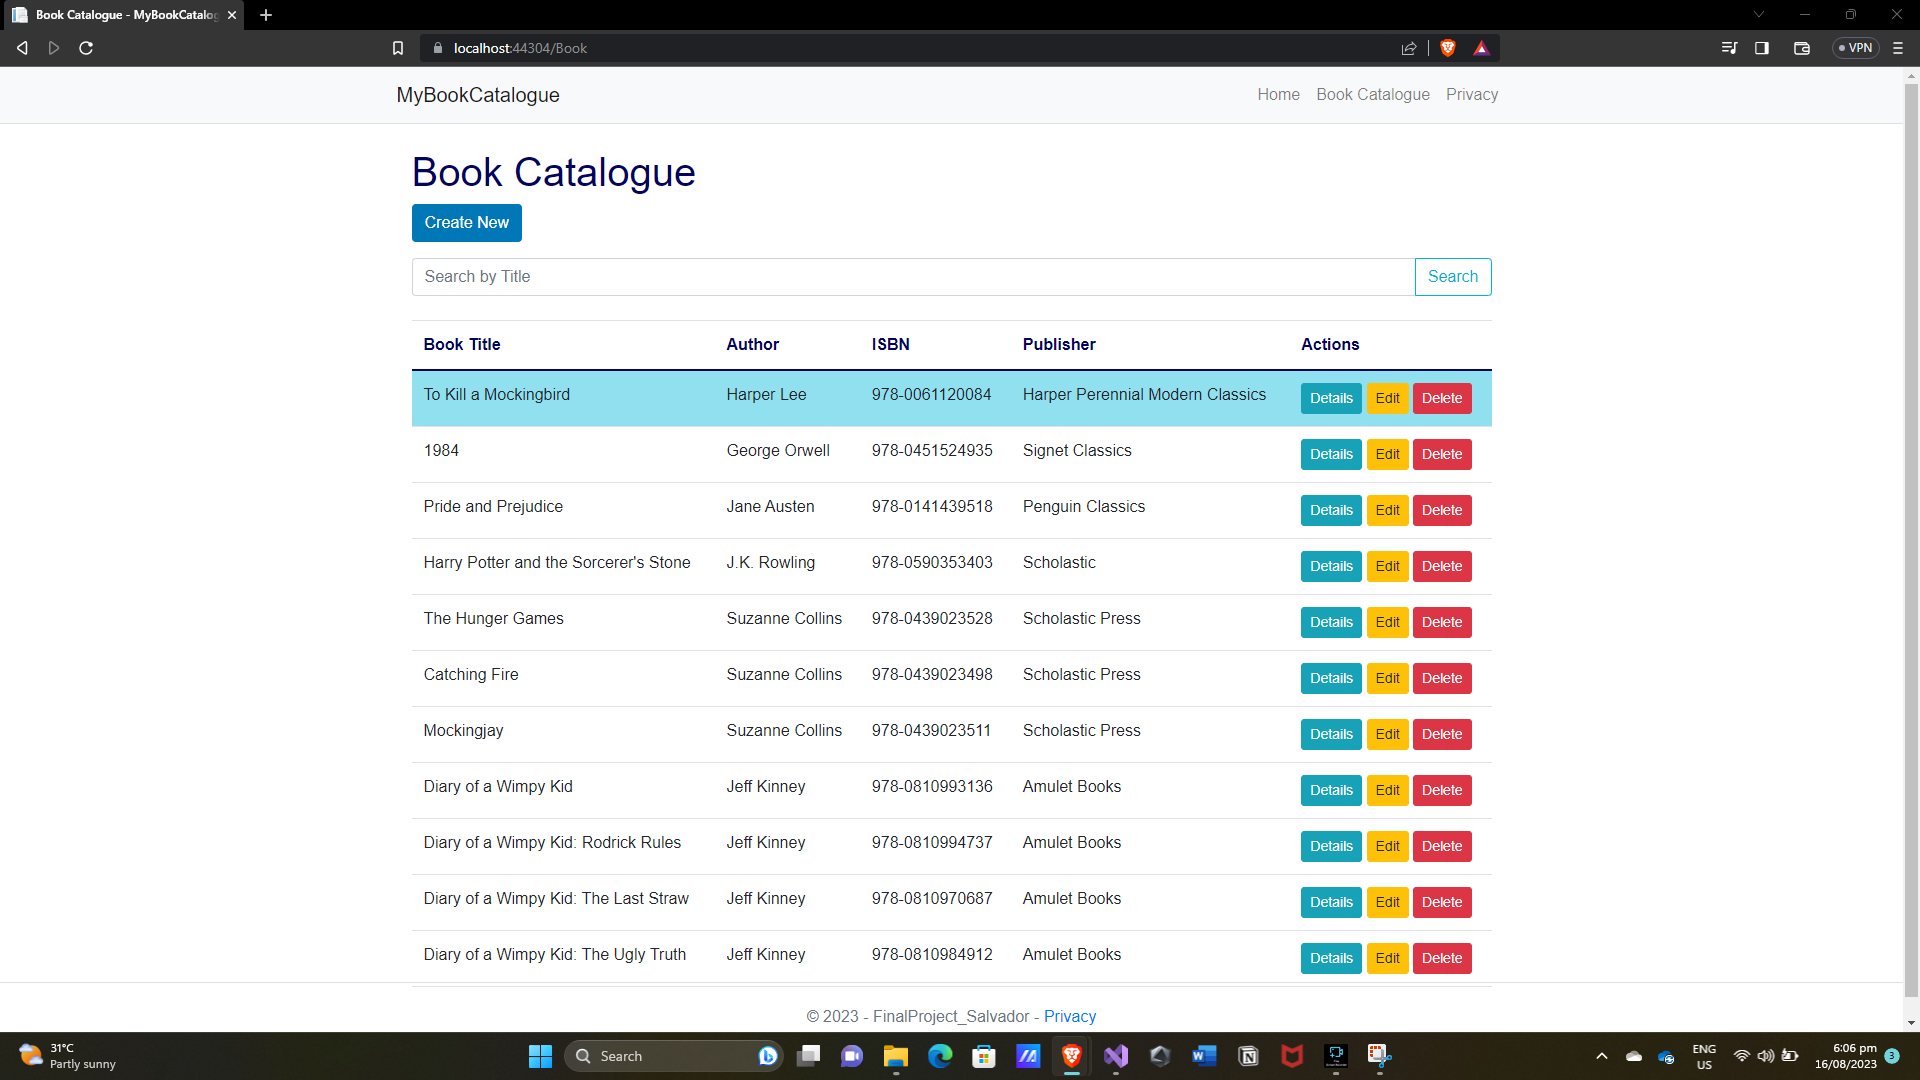 Book Catalogue - MyBookCatalog
localhost:44304/Book
VPN
MyBookCatalogue
Home Book Catalogue Privacy
Book Catalogue
Create New
Search by Title Search
Book Title Author ISBN Publisher Actions
To Kill a Mockingbird Harper Lee 978-0061120084 Harper Perennial Modern Classics Details Edit Delete
1984 George Orwell 978-0451524935 Signet Classics Details Edit Delete
Pride and Prejudice Jane Austen 978-0141439518 Penguin Classics Details Edit Delete
Harry Potter and the Sorcerer's Stone J.K. Rowling 978-0590353403 Scholastic Details Edit Delete
The Hunger Games Suzanne Collins 978-0439023528 Scholastic Press Details Edit Delete
Catching Fire Suzanne Collins 978-0439023498 Scholastic Press Details Edit Delete
Mockingjay Suzanne Collins 978-0439023511 Scholastic Press Details Edit Delete
Diary of a Wimpy Kid Jeff Kinney 978-0810993136 Amulet Books Details Edit Delete
Diary of a Wimpy Kid: Rodrick Rules Jeff Kinney 978-0810994737 Amulet Books Details Edit Delete
Diary of a Wimpy Kid: The Last Straw Jeff Kinney 978-0810970687 Amulet Books Details Edit Delete
Diary of a Wimpy Kid: The Ugly Truth Jeff Kinney 978-0810984912 Amulet Books Details Edit Delete
© 2023 - FinalProject_Salvador - Privacy
31°C
Partly sunny
Search
ENG
US
6:06 pm
16/08/2023
3